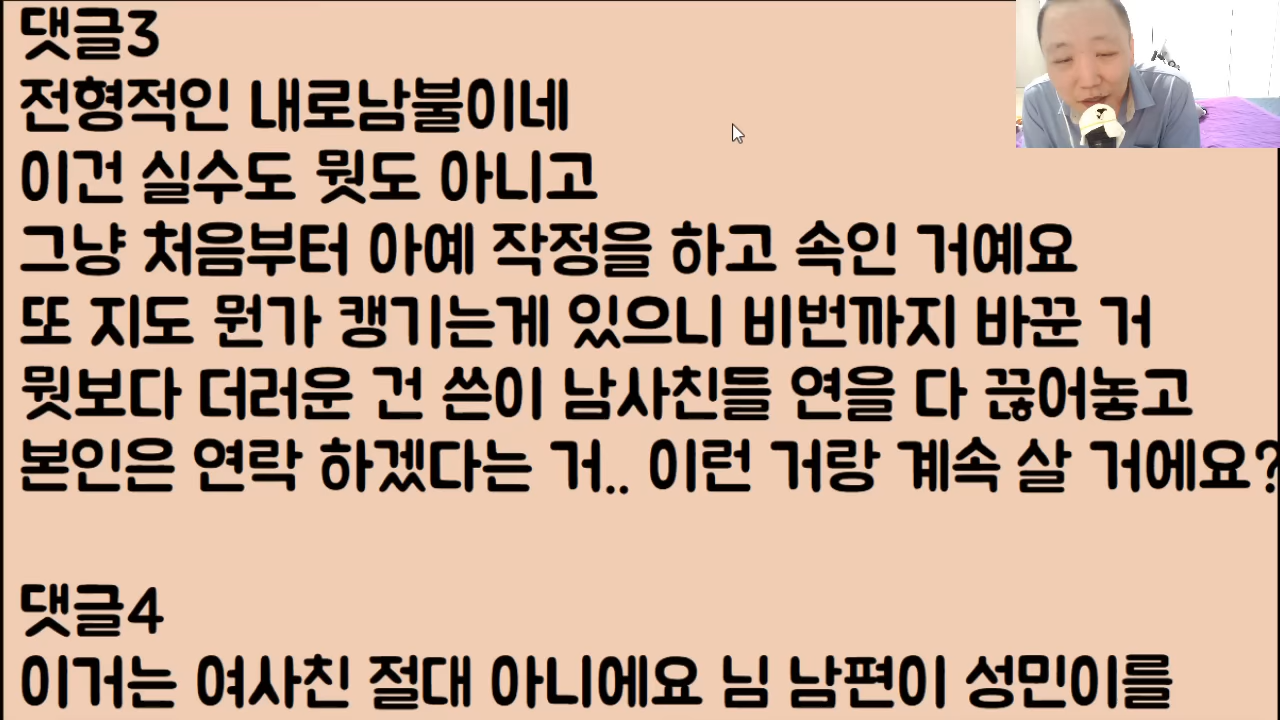 댓글3
전형적인 내로남불이네
이건 실수도 뭣도 아니고
그냥 처음부터 아예 작정을 하고 속인 거예요
또 지도 뭔가 캥기는게 있으니 비번까지 바꾼 거
뭣보다 더러운 건 쓴이 남사친들 연을 다 끊어놓고
본인은 연락 하겠다는 거.. 이런 거랑 계속 살 거에요?
댓글4
이거는 여사친 절대 아니에요 님 남편이 성민이를